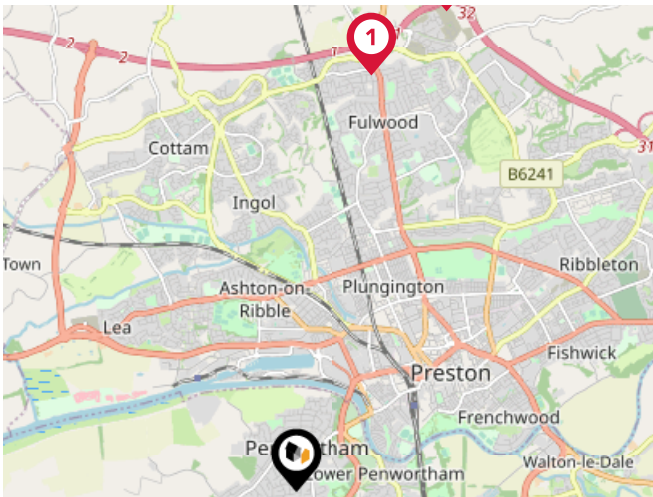 32
1
1
2
2
Fulwood
31
Cottam
B6241
Ingol
Town
Ribbleton
Ashton-on-
Ribble
Plungington
Lea
Fishwick
Preston
Frenchwood
Lower Penwortham
Walton-le-Dale